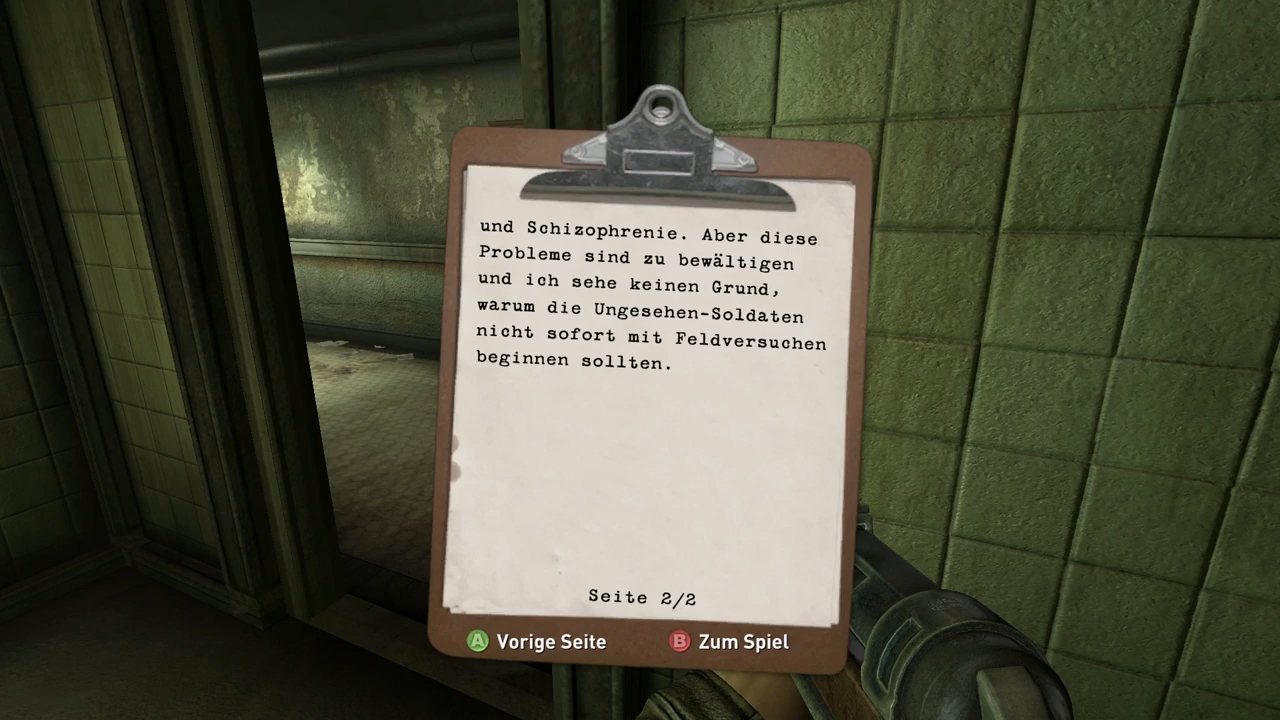 und Schizophrenie. Aber diese
Probleme sind zu bewältigen
und ich sehe keinen Grund,
warum die Ungesehen-Soldaten
nicht sofort mit Feldversuchen
beginnen sollten.
Seite 2/2
A Vorige Seite B Zum Spiel